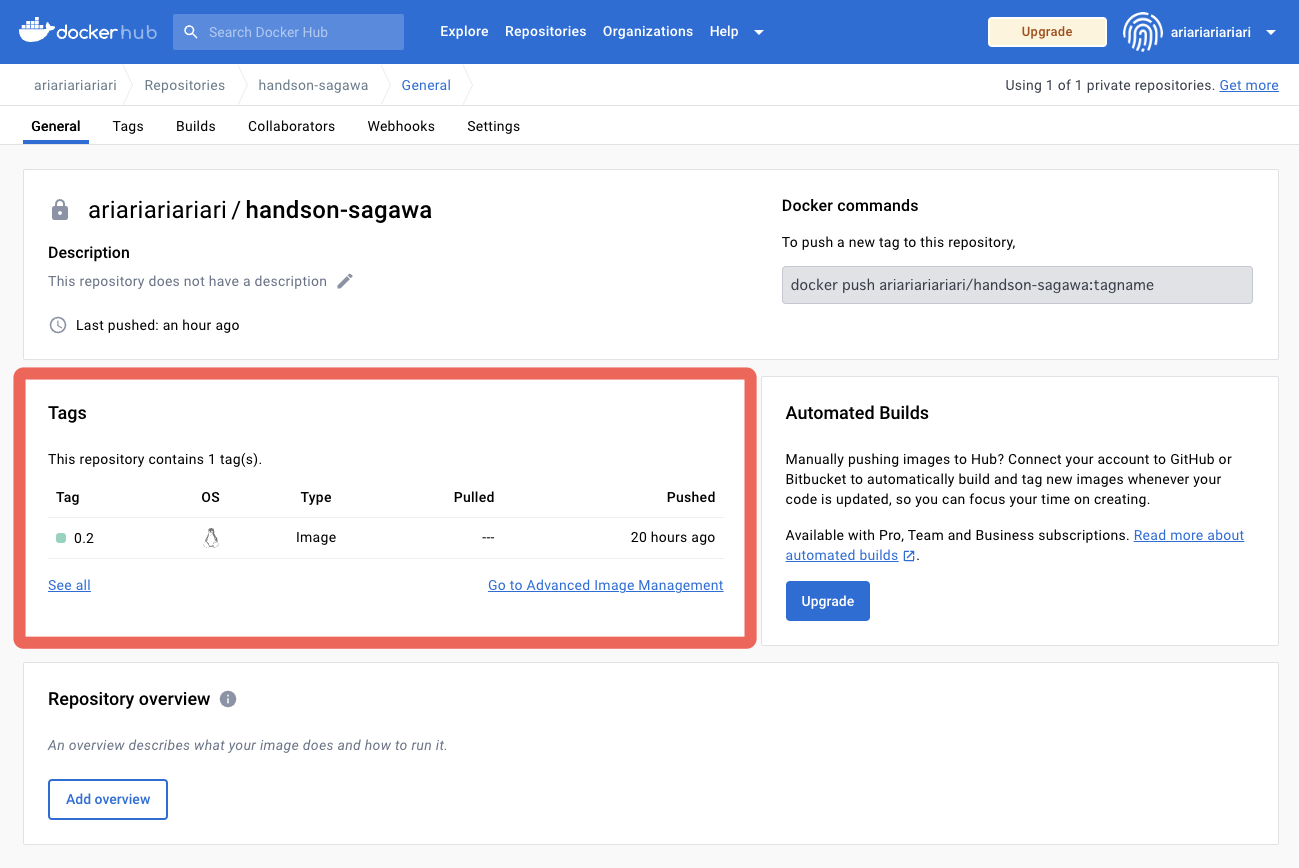 dockerhub
Search Docker Hub
Explore Repositories Organizations Help
Upgrade
ariariariariari
ariariariariari Repositories handson-sagawa General
Using 1 of 1 private repositories. Get more
General Tags Builds Collaborators Webhooks Settings
ariariariariari / handson-sagawa
Description
This repository does not have a description
Last pushed: an hour ago
Docker commands
To push a new tag to this repository,
docker push ariariariariari/handson-sagawa:tagname
Tags
This repository contains 1 tag(s).
Tag OS Type Pulled Pushed
0.2 Image --- 20 hours ago
See all Go to Advanced Image Management
Automated Builds
Manually pushing images to Hub? Connect your account to GitHub or
Bitbucket to automatically build and tag new images whenever your
code is updated, so you can focus your time on creating.
Available with Pro, Team and Business subscriptions. Read more about
automated builds .
Upgrade
Repository overview
An overview describes what your image does and how to run it.
Add overview